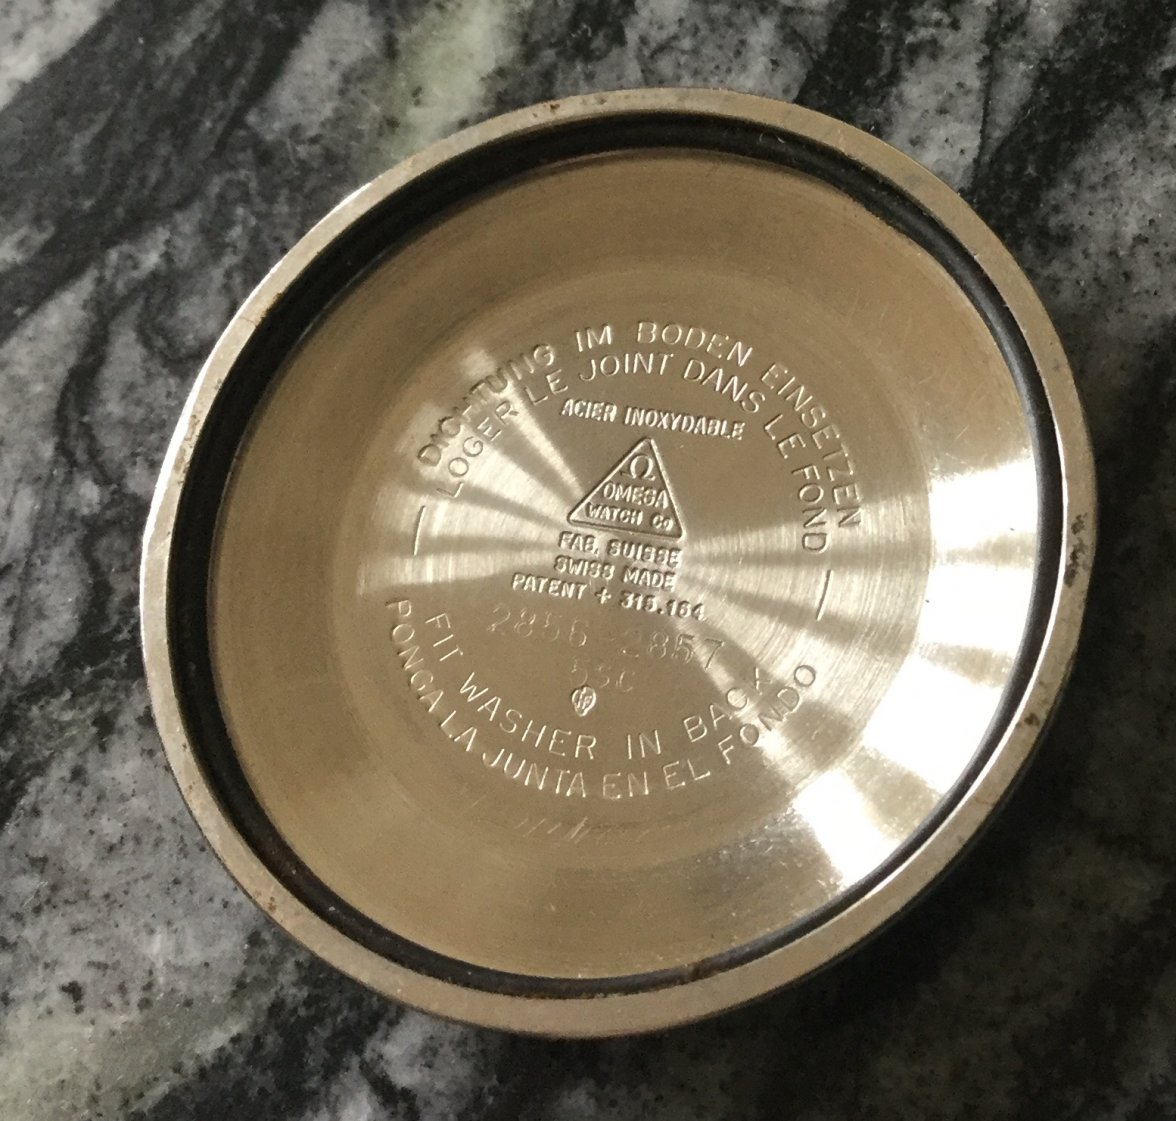 DICHTUNG IM BODEN EINSETZEN
LOGER LE JOINT DANS LE FOND
ACIER INOXYDABLE
Ω
OMEGA
WATCH Co
FAB. SUISSE
SWISS MADE
PATENT + 315.164
2856-2857
5SC
FIT WASHER IN BACK
PONGA LA JUNTA EN EL FONDO